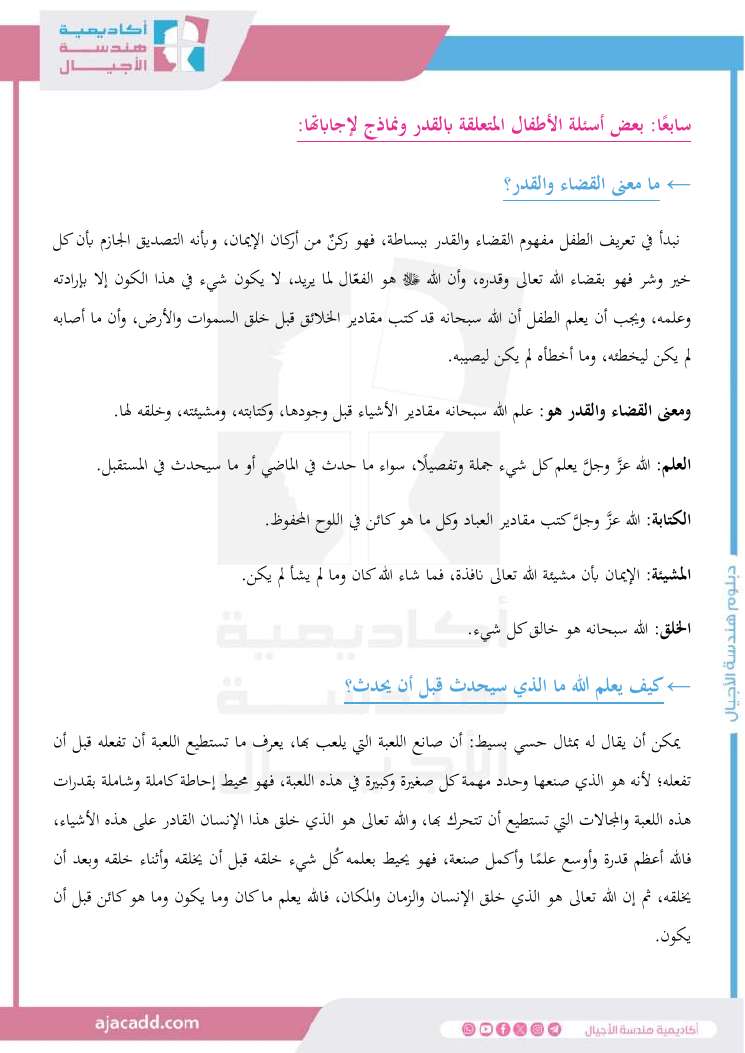 أكاديمية
هندسة
الأجيال
سابعًا: بعض أسئلة الأطفال المتعلقة بالقدر ونماذج لإجاباتها:
← ما معنى القضاء والقدر؟
نبدأ في تعريف الطفل مفهوم القضاء والقدر ببساطة، فهو ركنٌ من أركان الإيمان، وبأنه التصديق الجازم بأن كل
خير وشر فهو بقضاء الله تعالى وقدره، وأن الله ﷻ هو الفعّال لما يريد، لا يكون شيء في هذا الكون إلا بإرادته
وعلمه، ويجب أن يعلم الطفل أن الله سبحانه قد كتب مقادير الخلائق قبل خلق السموات والأرض، وأن ما أصابه
لم يكن ليخطئه، وما أخطأه لم يكن ليصيبه.
ومعنى القضاء والقدر هو: علم الله سبحانه مقادير الأشياء قبل وجودها، وكتابته، ومشيئته، وخلقه لها.
العلم: الله عزَّ وجلَّ يعلم كل شيء جملة وتفصيلًا، سواء ما حدث في الماضي أو ما سيحدث في المستقبل.
الكتابة: الله عزَّ وجلَّ كتب مقادير العباد وكل ما هو كائن في اللوح المحفوظ.
المشيئة: الإيمان بأن مشيئة الله تعالى نافذة، فما شاء الله كان وما لم يشأ لم يكن.
الخلق: الله سبحانه هو خالق كل شيء.
← كيف يعلم الله ما الذي سيحدث قبل أن يحدث؟
يمكن أن يقال له بمثال حسي بسيط: أن صانع اللعبة التي يلعب بها، يعرف ما تستطيع اللعبة أن تفعله قبل أن
تفعله؛ لأنه هو الذي صنعها وحدد مهمة كل صغيرة وكبيرة في هذه اللعبة، فهو محيط إحاطة كاملة وشاملة بقدرات
هذه اللعبة والمجالات التي تستطيع أن تتحرك بها، والله تعالى هو الذي خلق هذا الإنسان القادر على هذه الأشياء،
فالله أعظم قدرة وأوسع علمًا وأكمل صنعة، فهو يحيط بعلمه كُل شيء خلقه قبل أن يخلقه وأثناء خلقه وبعد أن
يخلقه، ثم إن الله تعالى هو الذي خلق الإنسان والزمان والمكان، فالله يعلم ما كان وما يكون وما هو كائن قبل أن
يكون.
دبلوم هندسة الأجيال
أكاديمية هندسة الأجيال
ajacadd.com